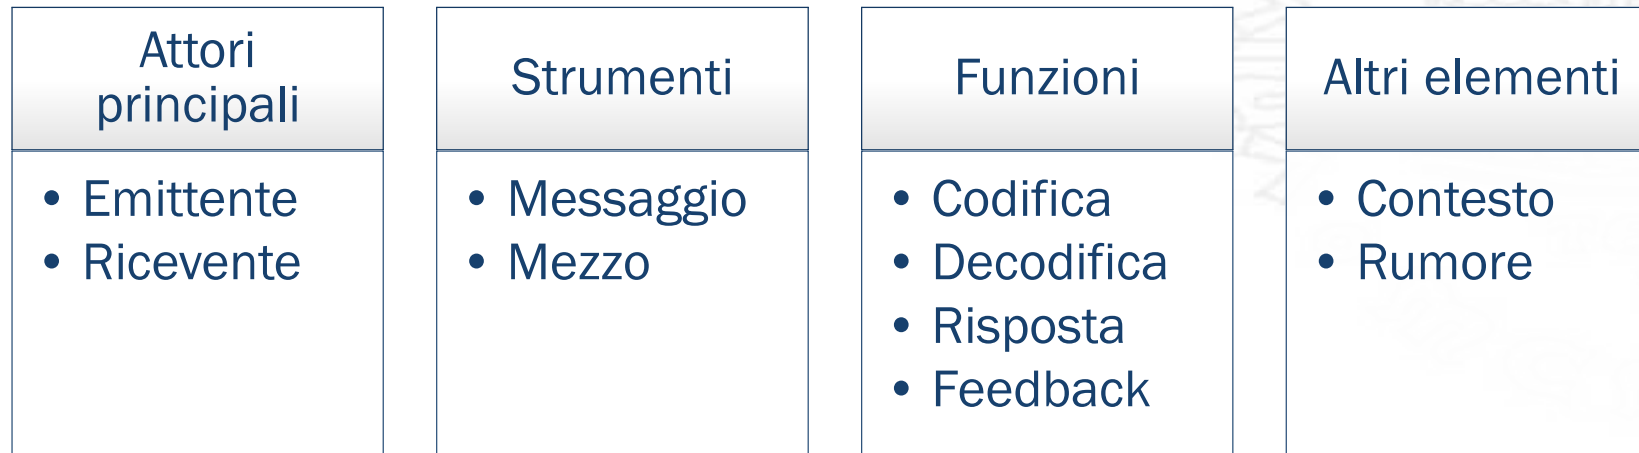 Attori
principali
• Emittente
• Ricevente
Strumenti
• Messaggio
• Mezzo
Funzioni
• Codifica
• Decodifica
• Risposta
• Feedback
Altri elementi
• Contesto
• Rumore